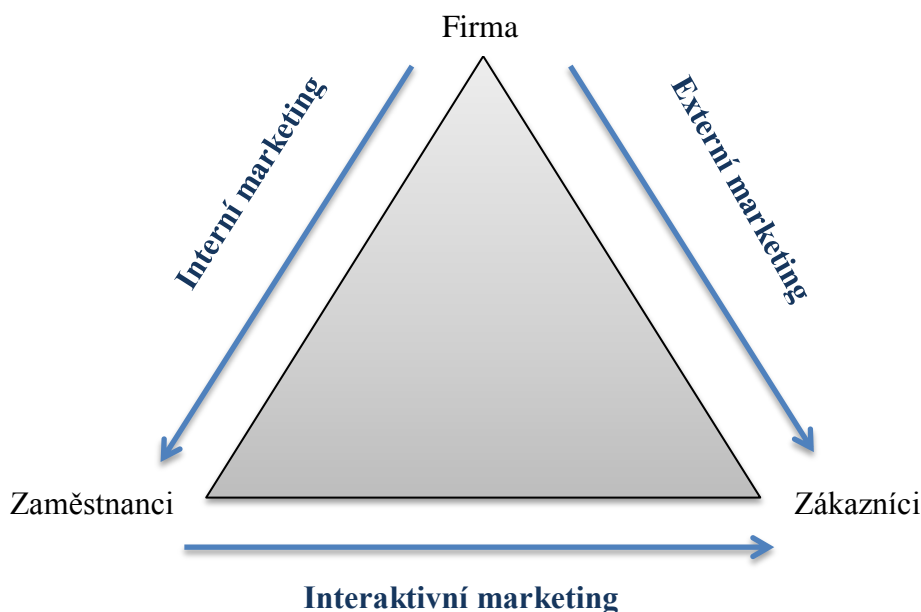 Firma
Interní marketing
Externí marketing
Zaměstnanci
Zákazníci
Interaktivní marketing